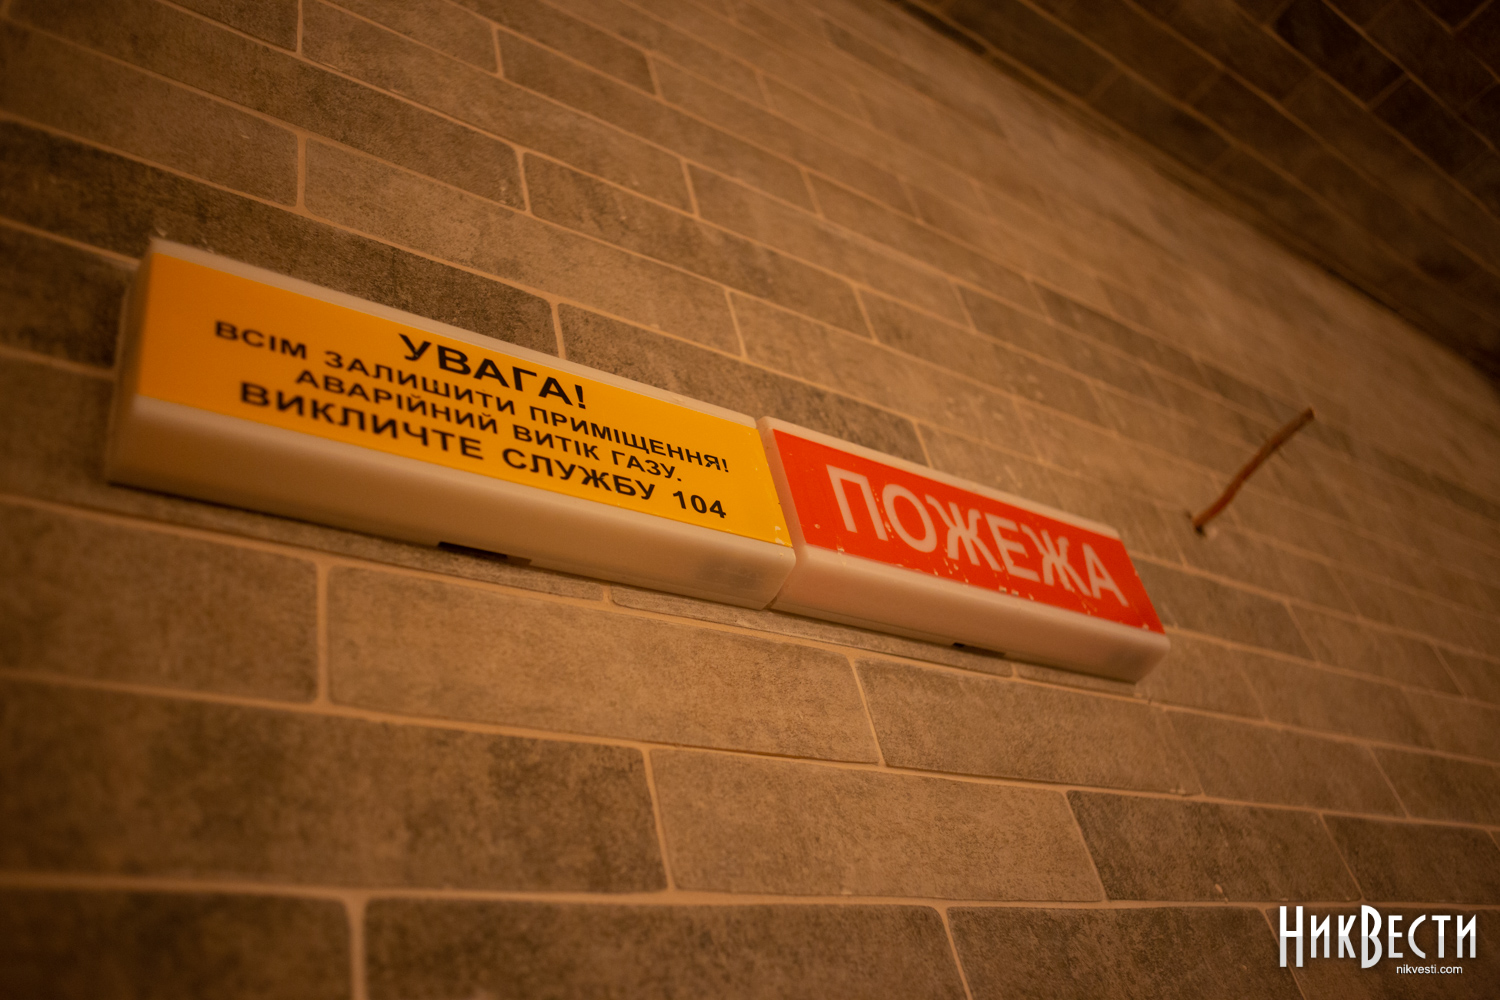 УВАГА!
ВСІМ ЗАЛИШИТИ ПРИМІЩЕННЯ!
АВАРІЙНИЙ ВИТІК ГАЗУ.
ВИКЛИЧТЕ СЛУЖБУ 104
ПОЖЕЖА
НикВести
nikvesti.com